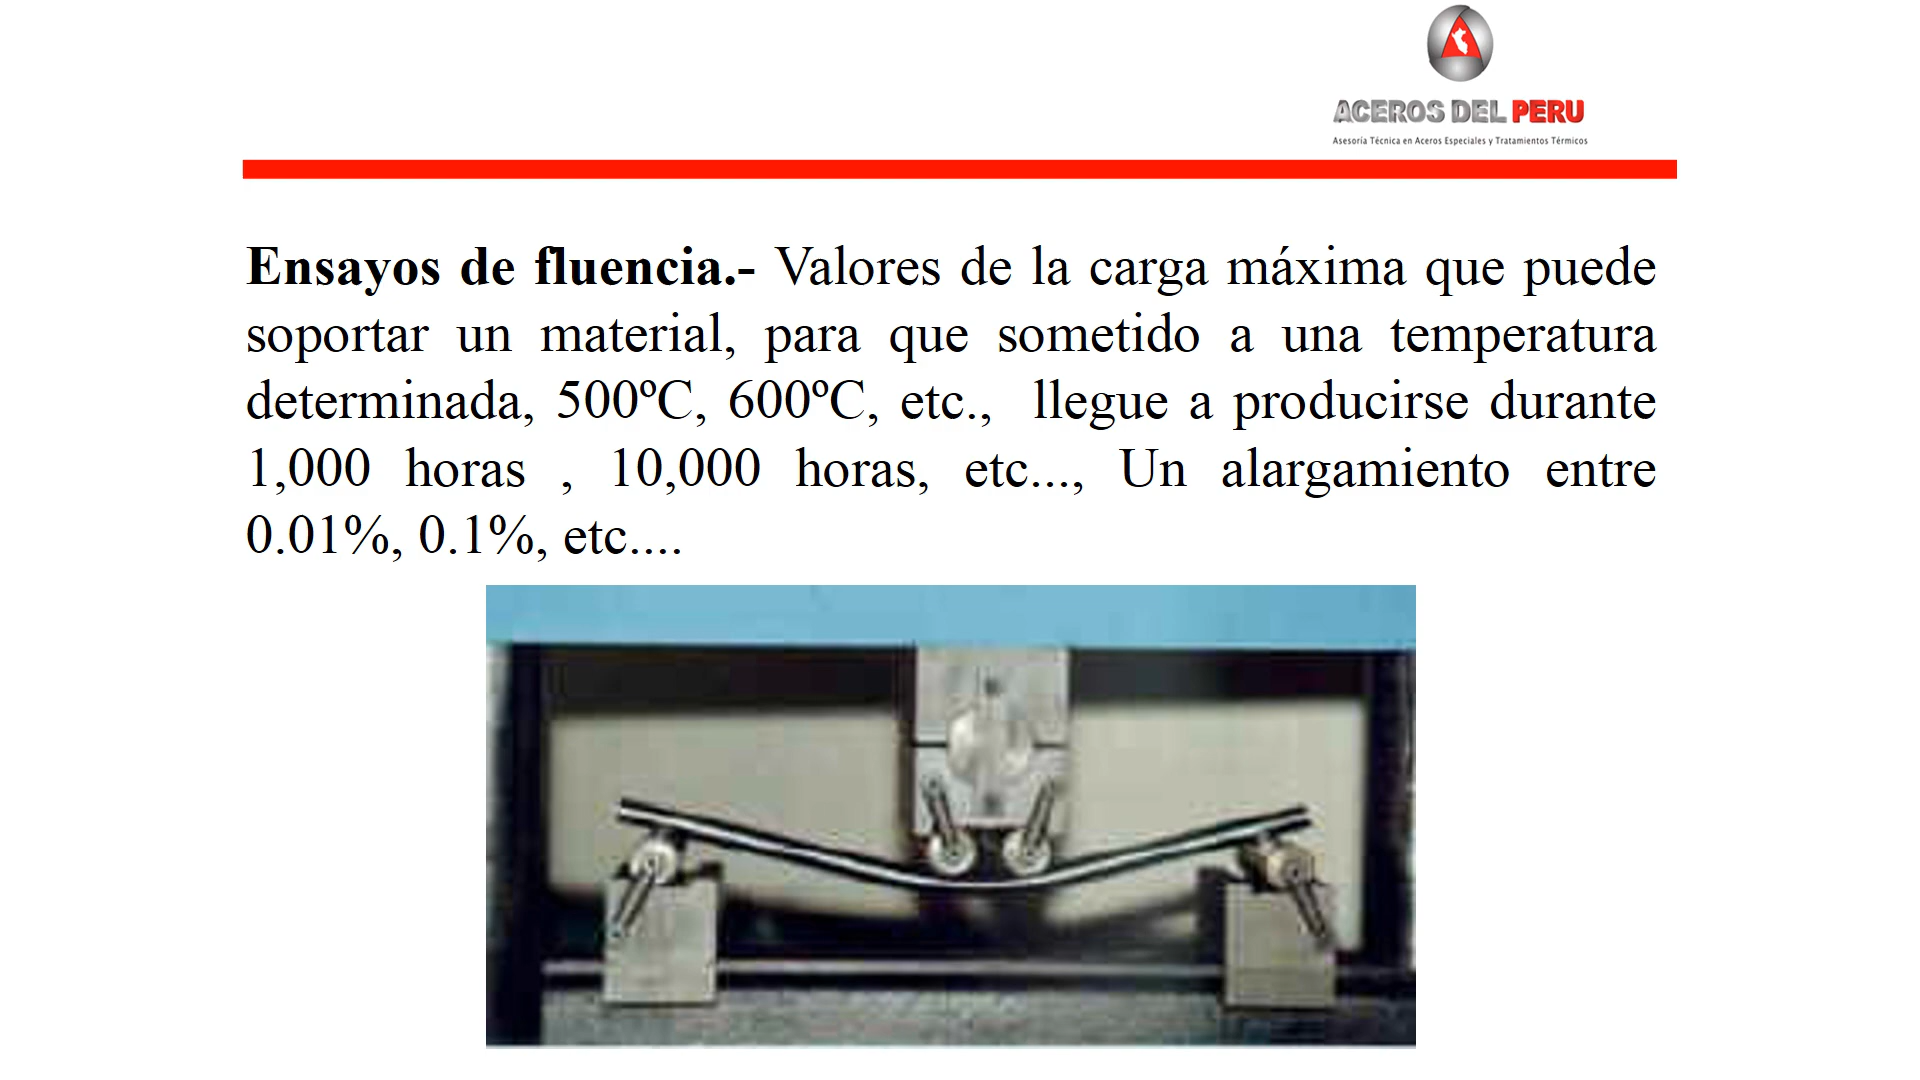 ACEROS DEL PERU
Asesoría Técnica en Aceros Especiales y Tratamientos Térmicos
Ensayos de fluencia.- Valores de la carga máxima que puede
soportar un material, para que sometido a una temperatura
determinada, 500ºC, 600ºC, etc., llegue a producirse durante
1,000 horas , 10,000 horas, etc..., Un alargamiento entre
0.01%, 0.1%, etc....